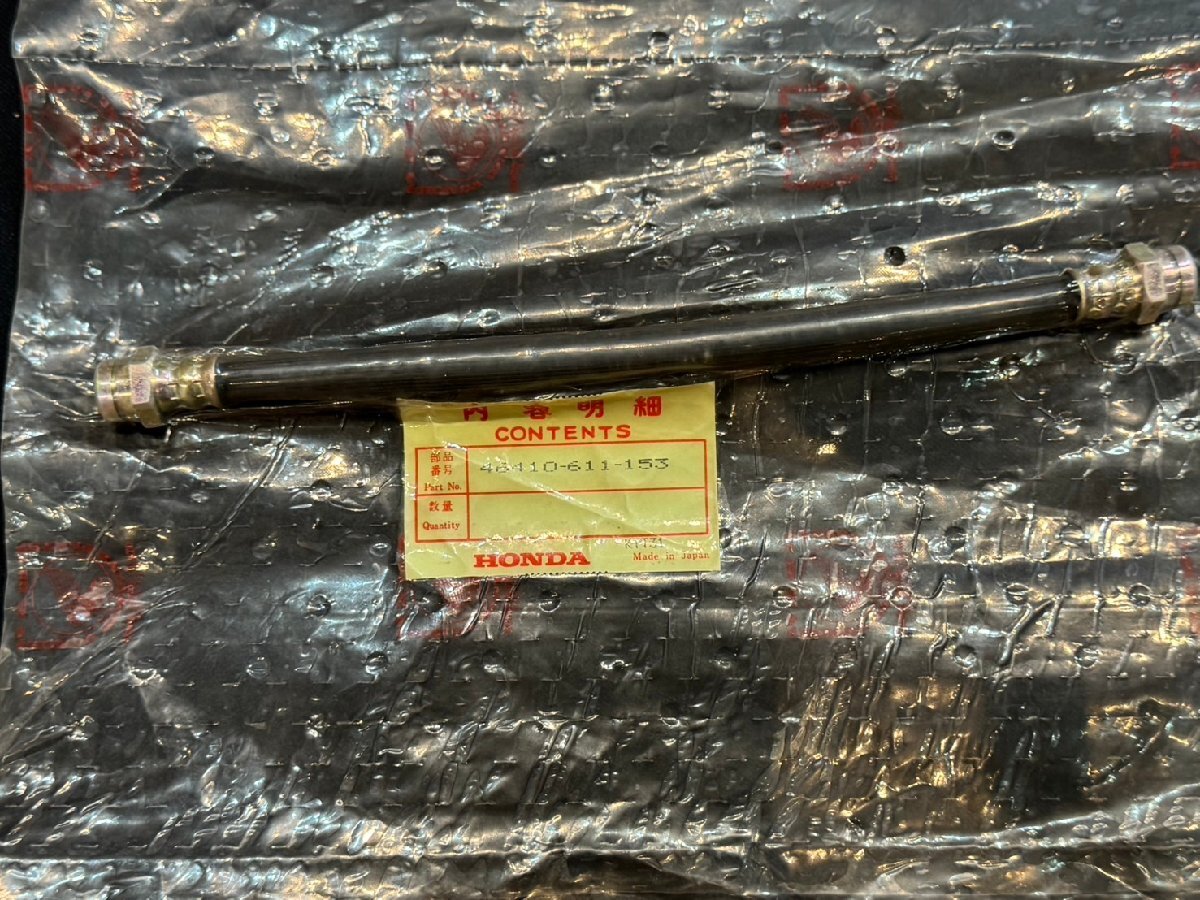 内容明細
CONTENTS
部品
番号
Part No.
46410-611-153
数量
Quantity
HONDA
Made in Japan